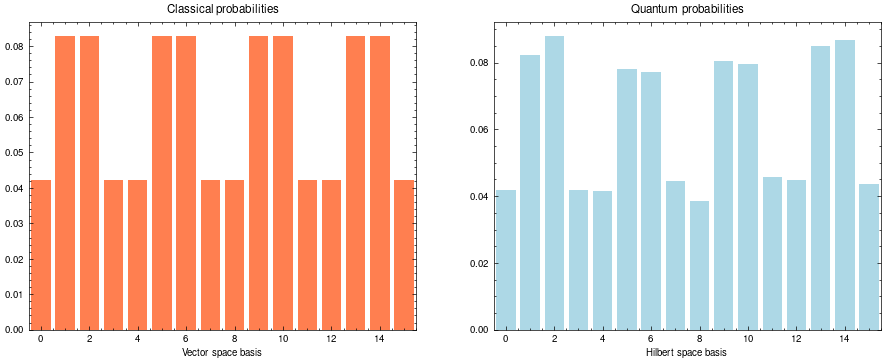 Classical probabilities
0.08
0.07
0.06
0.05
0.04
0.03
0.02
0.01
0.00
0 2 4 6 8 10 12 14
Vector space basis
Quantum probabilities
0.08
0.06
0.04
0.02
0.00
0 2 4 6 8 10 12 14
Hilbert space basis